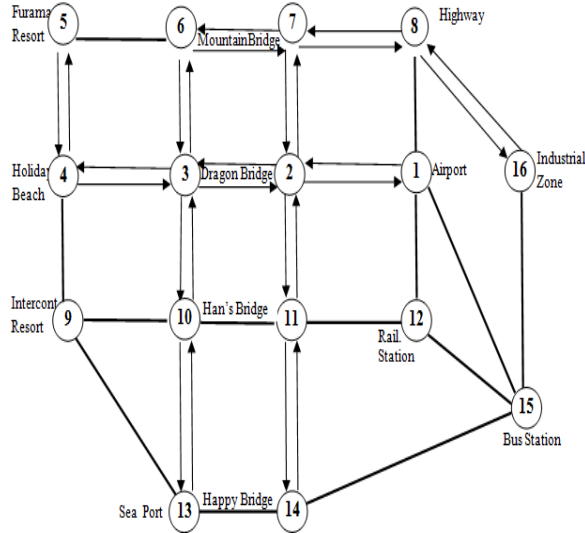 Furama
Resort
5
6
7
8
Highway
MountainBridge
Holiday
Beach
4
3
Dragon Bridge
2
1
Airport
16
Industrial
Zone
Intercont
Resort
9
10
Han's Bridge
11
12
Rail.
Station
15
Bus Station
Sea Port
13
Happy Bridge
14